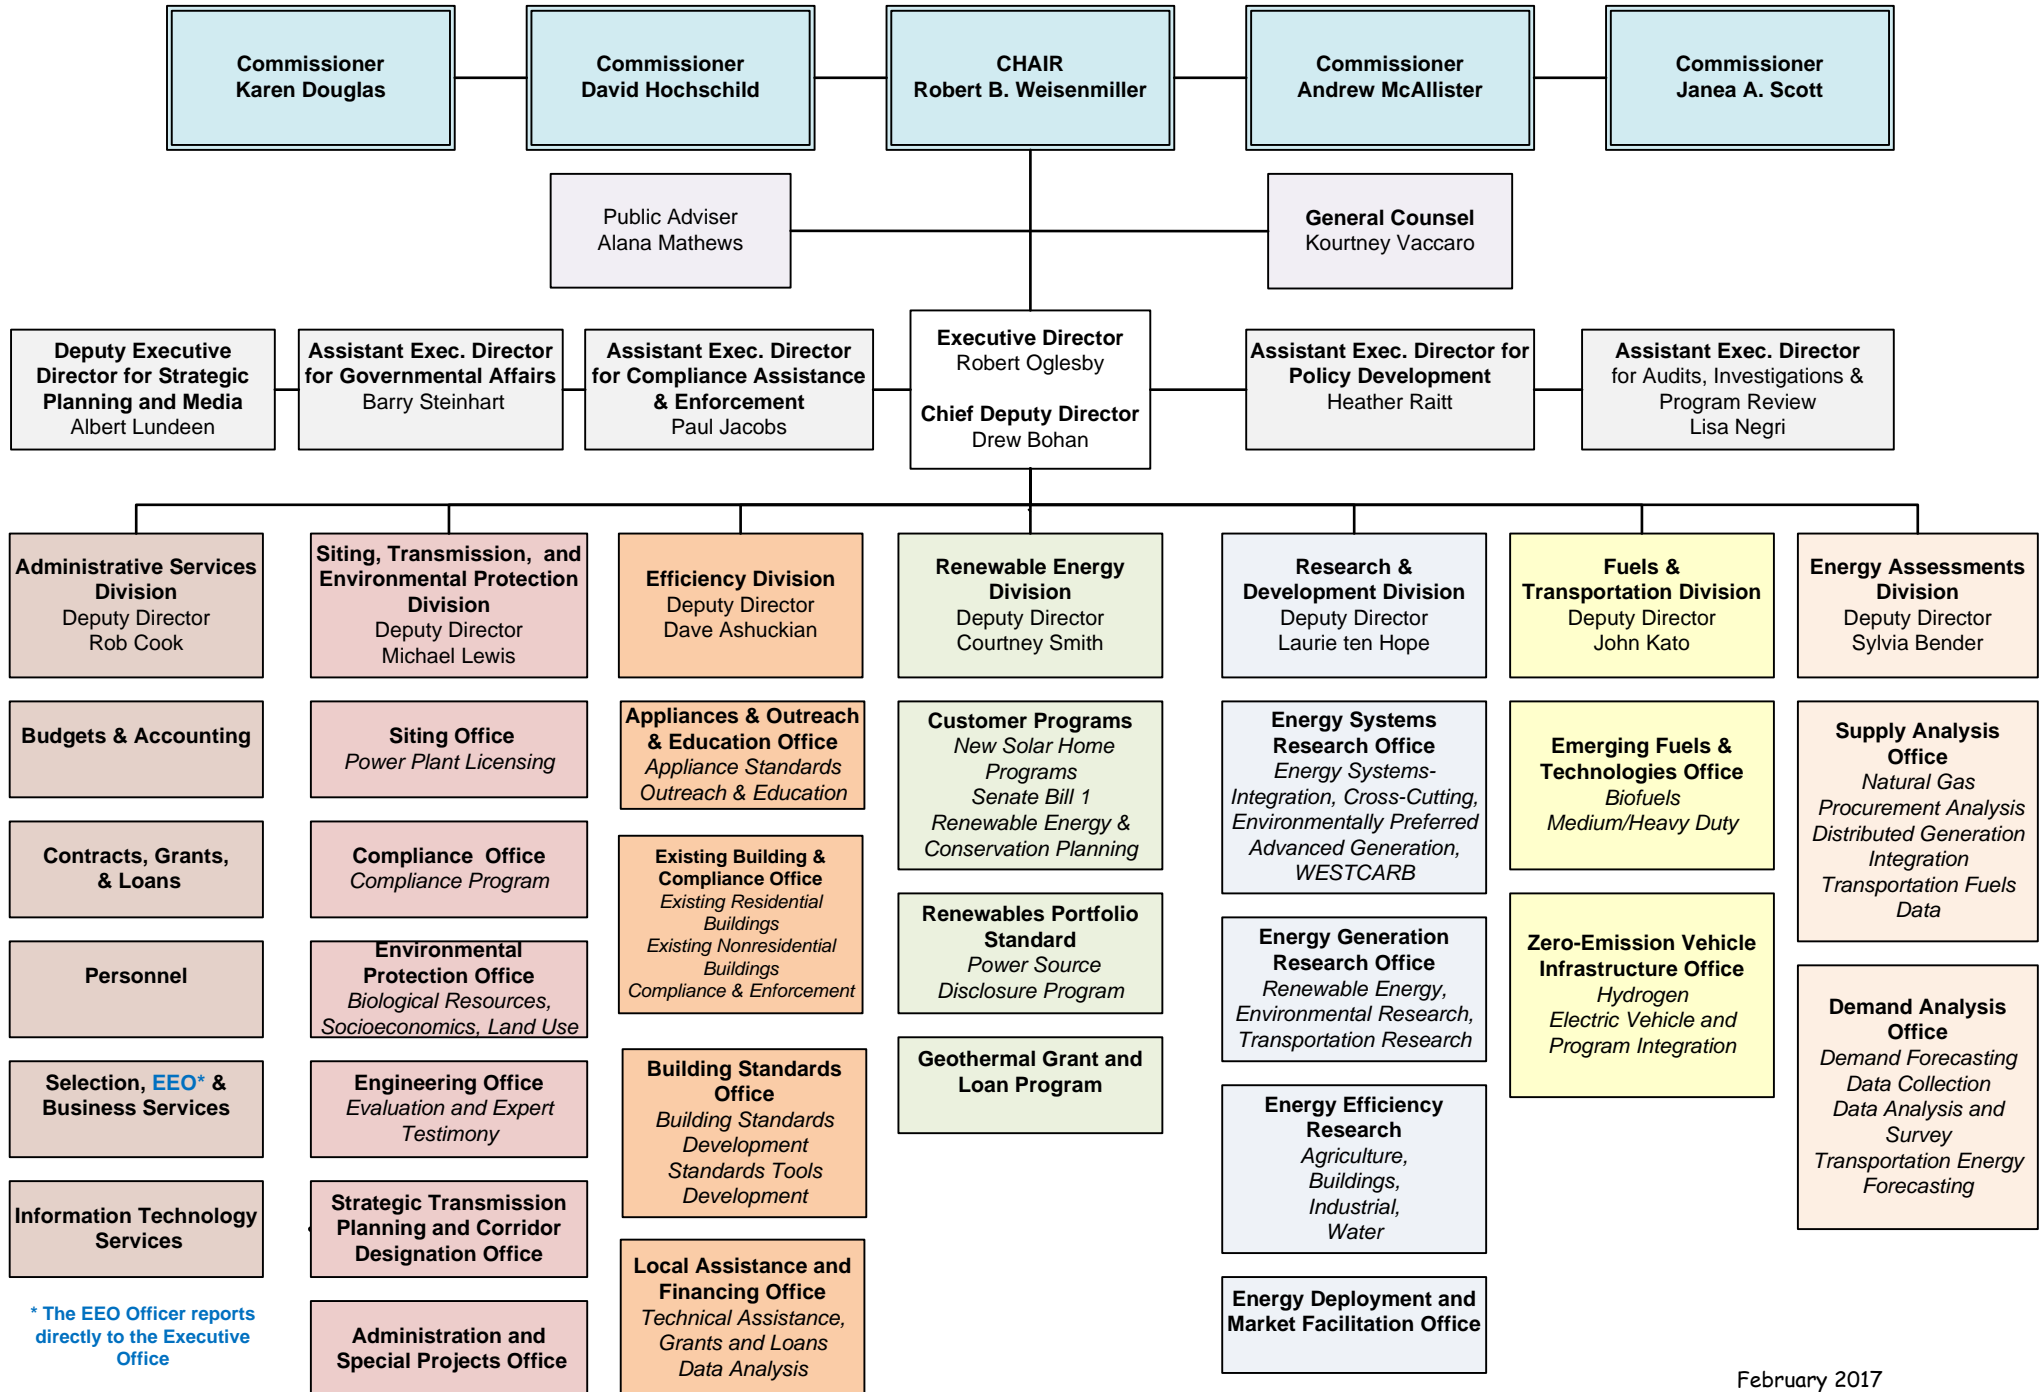 Commissioner
Karen Douglas
Commissioner
David Hochschild
CHAIR
Robert B. Weisenmiller
Commissioner
Andrew McAllister
Commissioner
Janea A. Scott
Public Adviser
Alana Mathews
General Counsel
Kourtney Vaccaro
Deputy Executive
Director for Strategic
Planning and Media
Albert Lundeen
Assistant Exec. Director
for Governmental Affairs
Barry Steinhart
Assistant Exec. Director
for Compliance Assistance
& Enforcement
Paul Jacobs
Executive Director
Robert Oglesby
Chief Deputy Director
Drew Bohan
Assistant Exec. Director for
Policy Development
Heather Raitt
Assistant Exec. Director
for Audits, Investigations &
Program Review
Lisa Negri
Administrative Services
Division
Deputy Director
Rob Cook
Budgets & Accounting
Contracts, Grants,
& Loans
Personnel
Selection, EEO* &
Business Services
Information Technology
Services
* The EEO Officer reports
directly to the Executive
Office
Siting, Transmission, and
Environmental Protection
Division
Deputy Director
Michael Lewis
Siting Office
Power Plant Licensing
Compliance Office
Compliance Program
Environmental
Protection Office
Biological Resources,
Socioeconomics, Land Use
Engineering Office
Evaluation and Expert
Testimony
Strategic Transmission
Planning and Corridor
Designation Office
Administration and
Special Projects Office
Efficiency Division
Deputy Director
Dave Ashuckian
Appliances & Outreach
& Education Office
Appliance Standards
Outreach & Education
Existing Building &
Compliance Office
Existing Residential
Buildings
Existing Nonresidential
Buildings
Compliance & Enforcement
Building Standards
Office
Building Standards
Development
Standards Tools
Development
Local Assistance and
Financing Office
Technical Assistance,
Grants and Loans
Data Analysis
Renewable Energy
Division
Deputy Director
Courtney Smith
Customer Programs
New Solar Home
Programs
Senate Bill 1
Renewable Energy &
Conservation Planning
Renewables Portfolio
Standard
Power Source
Disclosure Program
Geothermal Grant and
Loan Program
Research &
Development Division
Deputy Director
Laurie ten Hope
Energy Systems
Research Office
Energy Systems-
Integration, Cross-Cutting,
Environmentally Preferred
Advanced Generation,
WESTCARB
Energy Generation
Research Office
Renewable Energy,
Environmental Research,
Transportation Research
Energy Efficiency
Research
Agriculture,
Buildings,
Industrial,
Water
Energy Deployment and
Market Facilitation Office
Fuels &
Transportation Division
Deputy Director
John Kato
Emerging Fuels &
Technologies Office
Biofuels
Medium/Heavy Duty
Zero-Emission Vehicle
Infrastructure Office
Hydrogen
Electric Vehicle and
Program Integration
Energy Assessments
Division
Deputy Director
Sylvia Bender
Supply Analysis
Office
Natural Gas
Procurement Analysis
Distributed Generation
Integration
Transportation Fuels
Data
Demand Analysis
Office
Demand Forecasting
Data Collection
Data Analysis and
Survey
Transportation Energy
Forecasting
February 2017